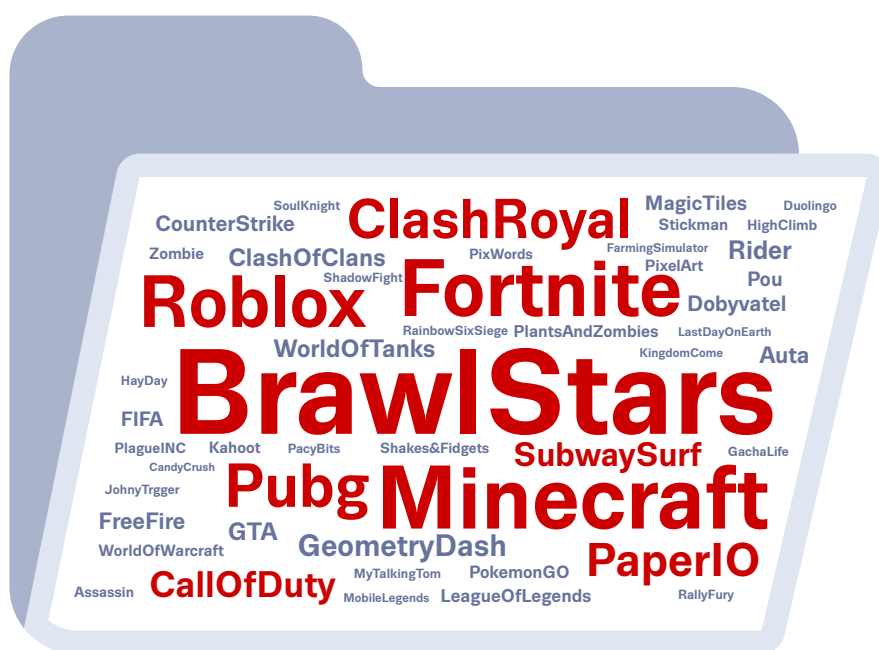 SoulKnight
ClashRoyal
MagicTiles
Duolingo
CounterStrike
Stickman
HighClimb
Zombie
ClashOfClans
PixWords
FarmingSimulator
Rider
ShadowFight
Fortnite
PixelArt
Pou
Roblox
Dobyvatel
RainbowSixSiege
PlantsAndZombies
LastDayOnEarth
WorldOfTanks
KingdomCome
Auta
HayDay
BrawlStars
FIFA
PlagueINC
Kahoot
PacyBits
Shakes&Fidgets
SubwaySurf
GachaLife
CandyCrush
Pubg
Minecraft
JohnyTrgger
FreeFire
GTA
GeometryDash
WorldOfWarcraft
PaperIO
CallOfDuty
MyTalkingTom
PokemonGO
Assassin
MobileLegends
LeagueOfLegends
RallyFury